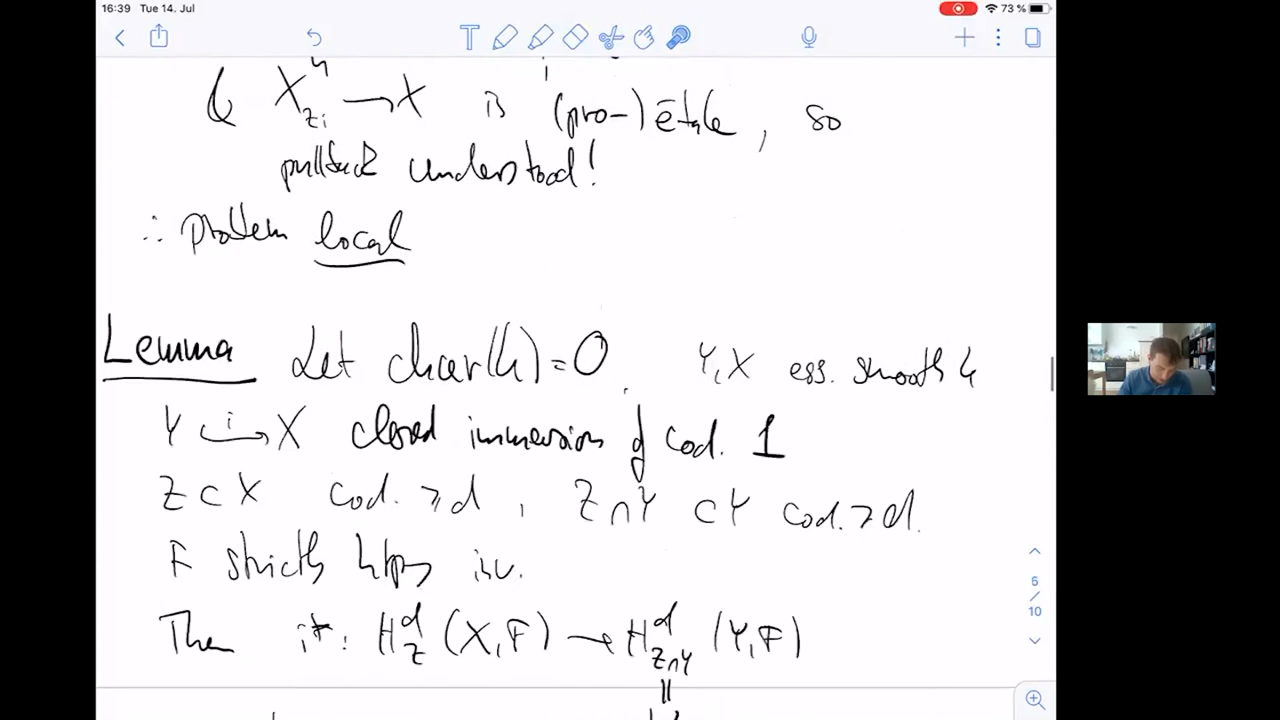 16:39 Tue 14. Jul
73 %
T
& X^h_{z_i} → X is (pro-) étale, so
pullback understood!
∴ problem local
Lemma Let char(k) = 0. Y, X ess. smooth /k
Y ↪ X closed immersion of cod. 1
i
Z ⊂ X cod. ≥ d, Z ∩ Y ⊂ Y cod. ≥ d.
F strictly htpy inv.
Then i*: H^d_Z (X, F) → H^d_{Z∩Y} (Y, F)
||
6
/
10